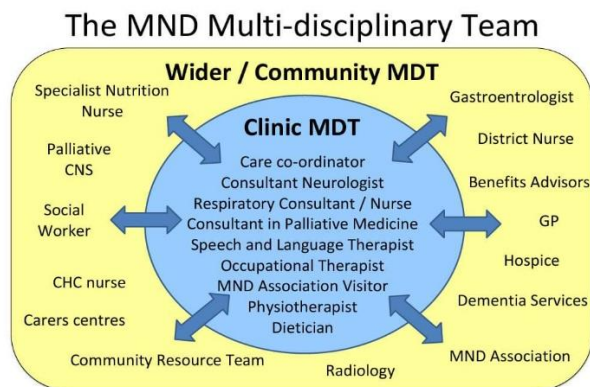 The MND Multi-disciplinary Team
Wider / Community MDT
Specialist Nutrition
Nurse
Palliative
CNS
Social
Worker
CHC nurse
Carers centres
Community Resource Team
Clinic MDT
Care co-ordinator
Consultant Neurologist
Respiratory Consultant / Nurse
Consultant in Palliative Medicine
Speech and Language Therapist
Occupational Therapist
MND Association Visitor
Physiotherapist
Dietician
Gastroentrologist
District Nurse
Benefits Advisors
GP
Hospice
Dementia Services
MND Association
Radiology